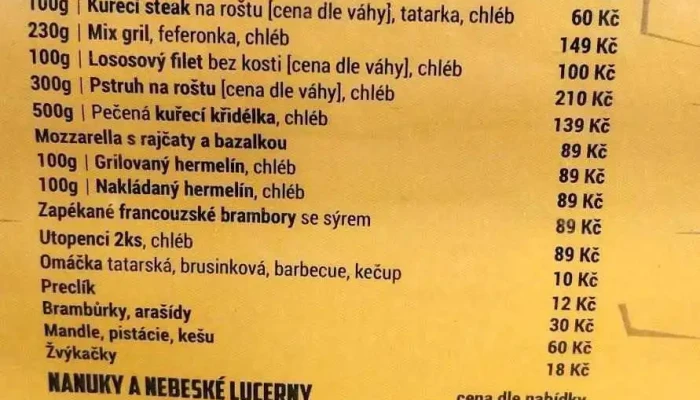 100g | Kuřecí steak na roštu [cena dle váhy], tatarka, chléb 60 Kč
230g | Mix gril, feferonka, chléb 149 Kč
100g | Lososový filet bez kosti [cena dle váhy], chléb 100 Kč
300g | Pstruh na roštu [cena dle váhy], chléb 210 Kč
500g | Pečená kuřecí křidélka, chléb 139 Kč
Mozzarella s rajčaty a bazalkou 89 Kč
100g | Grilovaný hermelín, chléb 89 Kč
100g | Nakládaný hermelín, chléb 89 Kč
Zapékané francouzské brambory se sýrem 89 Kč
Utopenci 2ks, chléb 89 Kč
Omáčka tatarská, brusinková, barbecue, kečup 10 Kč
Preclík 12 Kč
Brambůrky, arašídy 30 Kč
Mandle, pistácie, kešu 60 Kč
Žvýkačky 18 Kč
NANUKY A NEBESKÉ LUCERNY cena dle nabídky